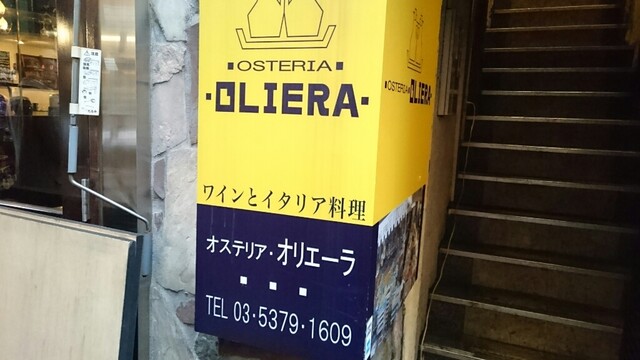 ▪OSTERIA▪
·OLIERA·
ワインとイタリア料理
オステリア・オリエーラ
▪ ▪ ▪
TEL 03·5379·1609
▪OSTERIA▪
OLIERA·